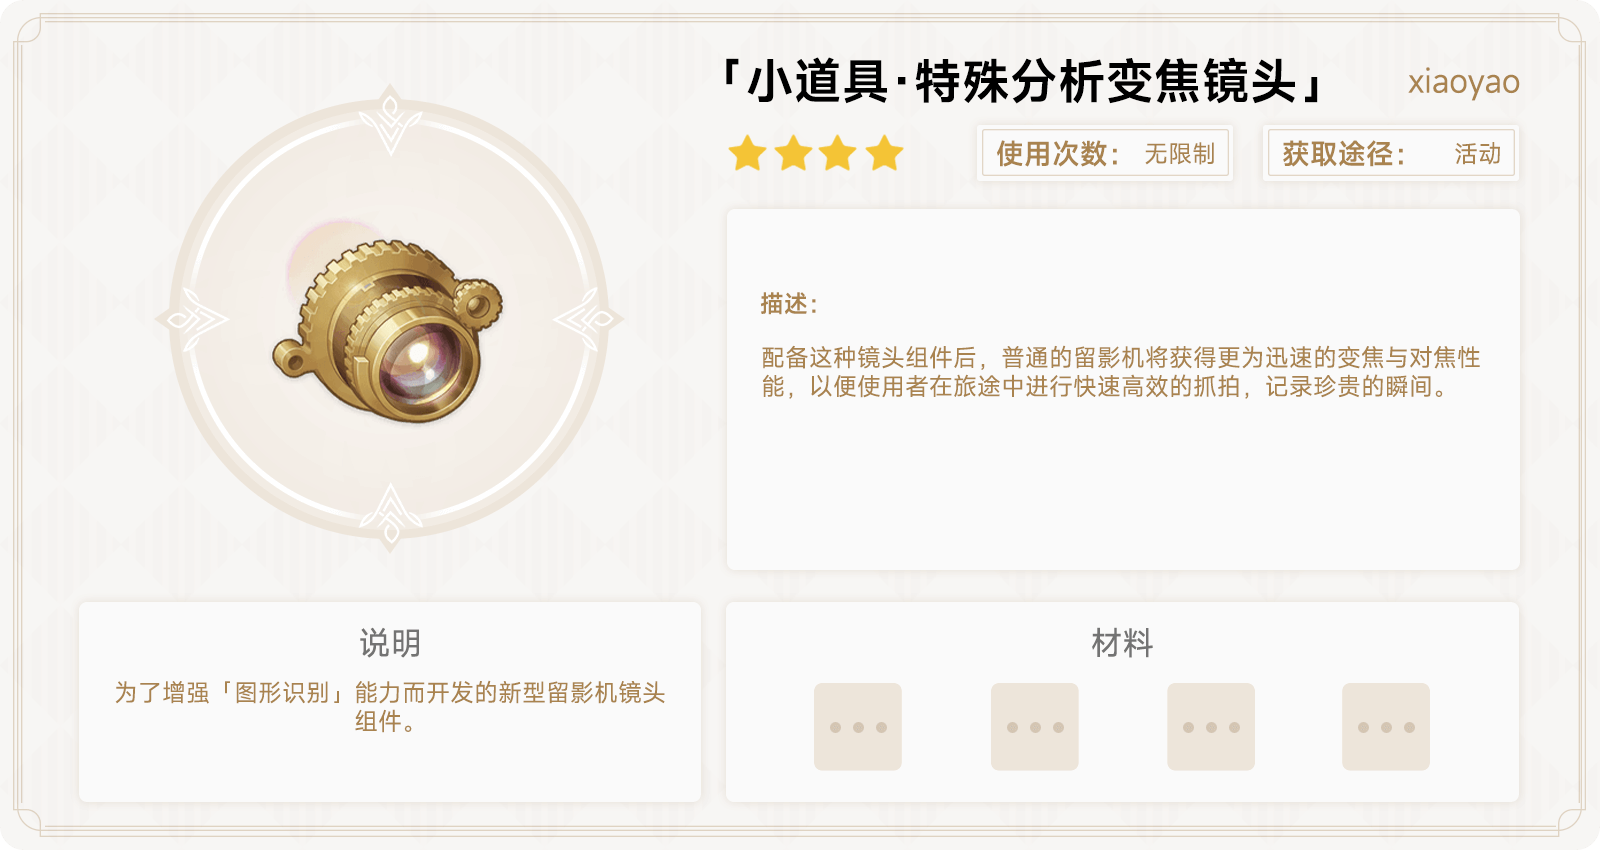 「小道具·特殊分析变焦镜头」
xiaoyao
使用次数： 无限制
获取途径： 活动
描述：
配备这种镜头组件后，普通的留影机将获得更为迅速的变焦与对焦性
能，以便使用者在旅途中进行快速高效的抓拍，记录珍贵的瞬间。
说明
为了增强「图形识别」能力而开发的新型留影机镜头
组件。
材料